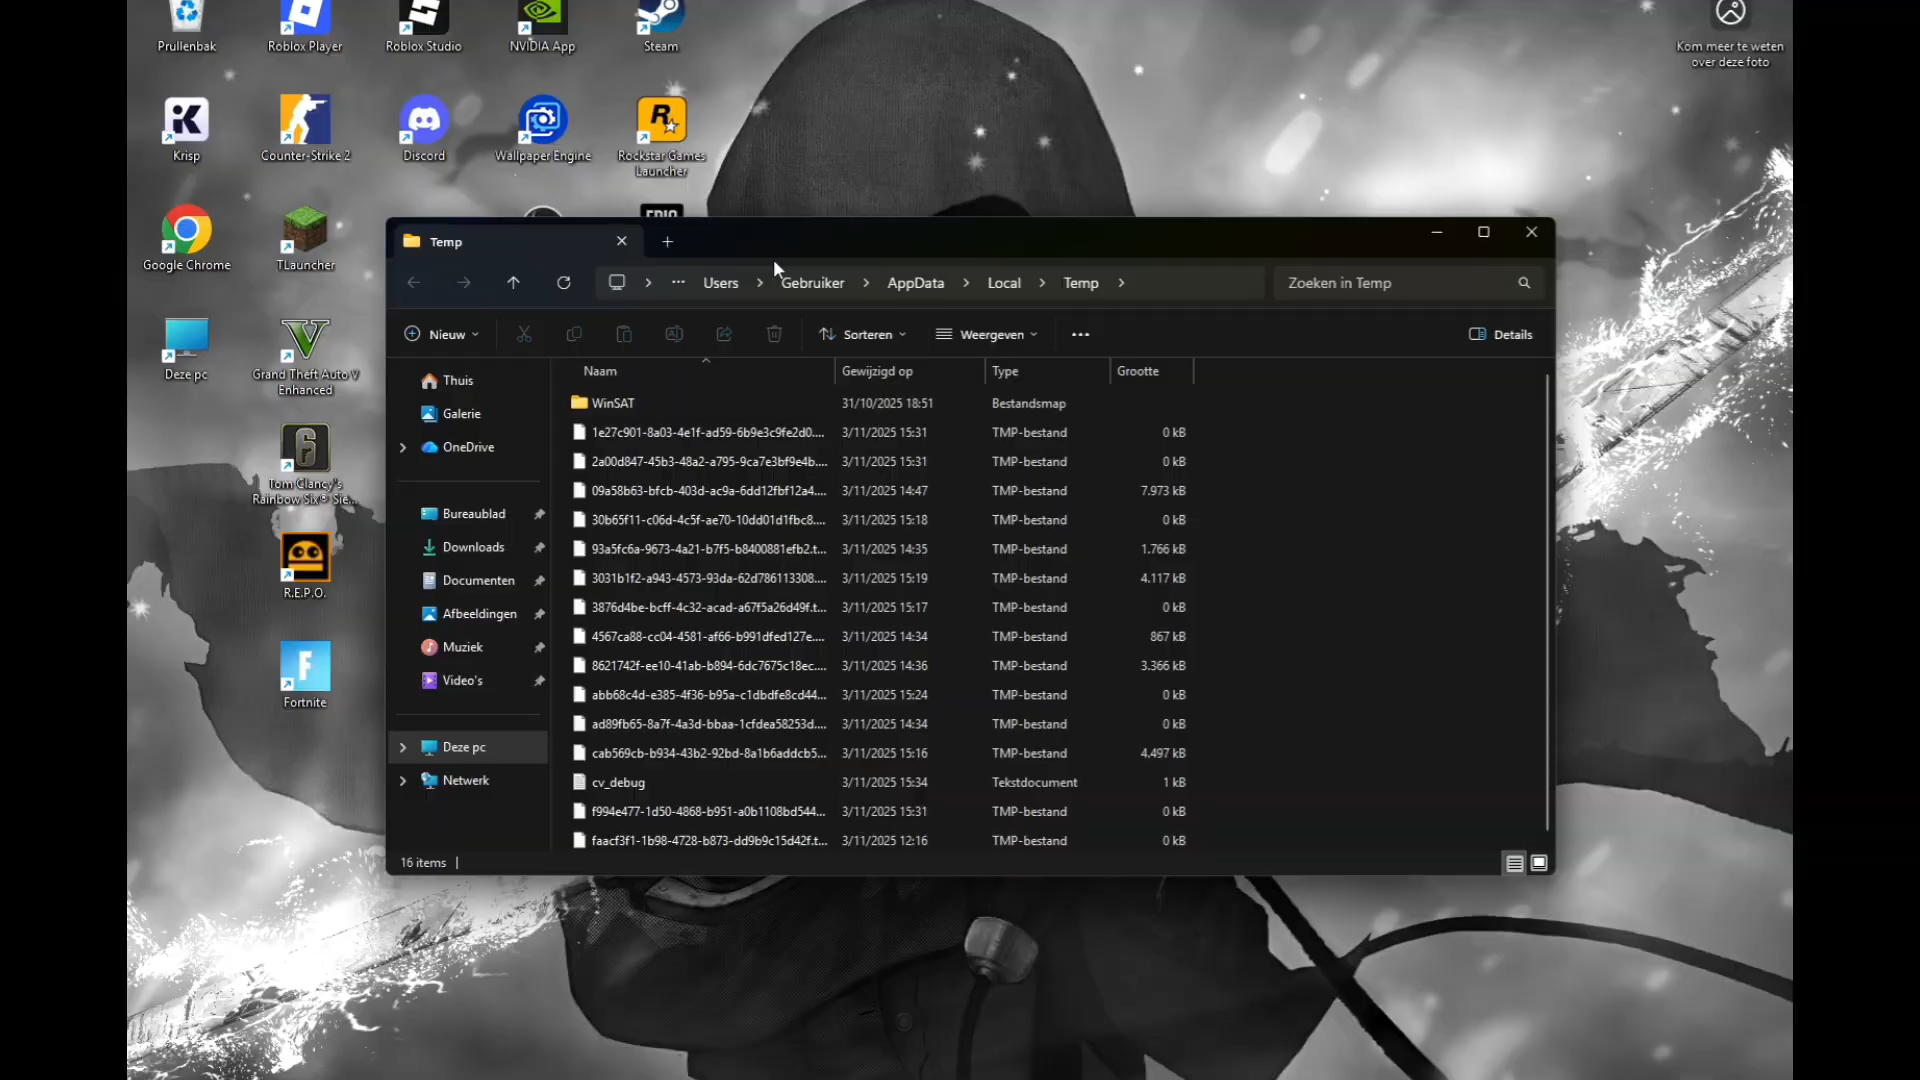 Prullenbak
Roblox Player
Roblox Studio
NVIDIA App
Steam
Kom meer te weten
over deze foto
Krisp
Counter-Strike 2
Discord
Wallpaper Engine
Rockstar Games
Launcher
Google Chrome
TLauncher
Deze pc
Grand Theft Auto V
Enhanced
Tom Clancy's
Rainbow Six® Sie...
R.E.P.O.
Fortnite
Temp
Users
Gebruiker
AppData
Local
Temp
Zoeken in Temp
Nieuw
Sorteren
Weergeven
Details
Thuis
Galerie
OneDrive
Bureaublad
Downloads
Documenten
Afbeeldingen
Muziek
Video's
Deze pc
Netwerk
Naam Gewijzigd op Type Grootte
WinSAT 31/10/2025 18:51 Bestandsmap
1e27c901-8a03-4e1f-ad59-6b9e3c9fe2d0.... 3/11/2025 15:31 TMP-bestand 0 kB
2a00d847-45b3-48a2-a795-9ca7e3bf9e4b.... 3/11/2025 15:31 TMP-bestand 0 kB
09a58b63-bfcb-403d-ac9a-6dd12fbf12a4.... 3/11/2025 14:47 TMP-bestand 7.973 kB
30b65f11-c06d-4c5f-ae70-10dd01d1fbc8.... 3/11/2025 15:18 TMP-bestand 0 kB
93a5fc6a-9673-4a21-b7f5-b8400881efb2.t... 3/11/2025 14:35 TMP-bestand 1.766 kB
3031b1f2-a943-4573-93da-62d786113308.... 3/11/2025 15:19 TMP-bestand 4.117 kB
3876d4be-bcff-4c32-acad-a67f5a26d49f.t... 3/11/2025 15:17 TMP-bestand 0 kB
4567ca88-cc04-4581-af66-b991dfed127e.... 3/11/2025 14:34 TMP-bestand 867 kB
8621742f-ee10-41ab-b894-6dc7675c18ec.... 3/11/2025 14:36 TMP-bestand 3.366 kB
abb68c4d-e385-4f36-b95a-c1dbdfe8cd44.... 3/11/2025 15:24 TMP-bestand 0 kB
ad89fb65-8a7f-4a3d-bbaa-1cfdea58253d.... 3/11/2025 14:34 TMP-bestand 0 kB
cab569cb-b934-43b2-92bd-8a1b6addcb5... 3/11/2025 15:16 TMP-bestand 4.497 kB
cv_debug 3/11/2025 15:34 Tekstdocument 1 kB
f994e477-1d50-4868-b951-a0b1108bd544.... 3/11/2025 15:31 TMP-bestand 0 kB
faacf3f1-1b98-4728-b873-dd9b9c15d42f.t... 3/11/2025 12:16 TMP-bestand 0 kB
16 items